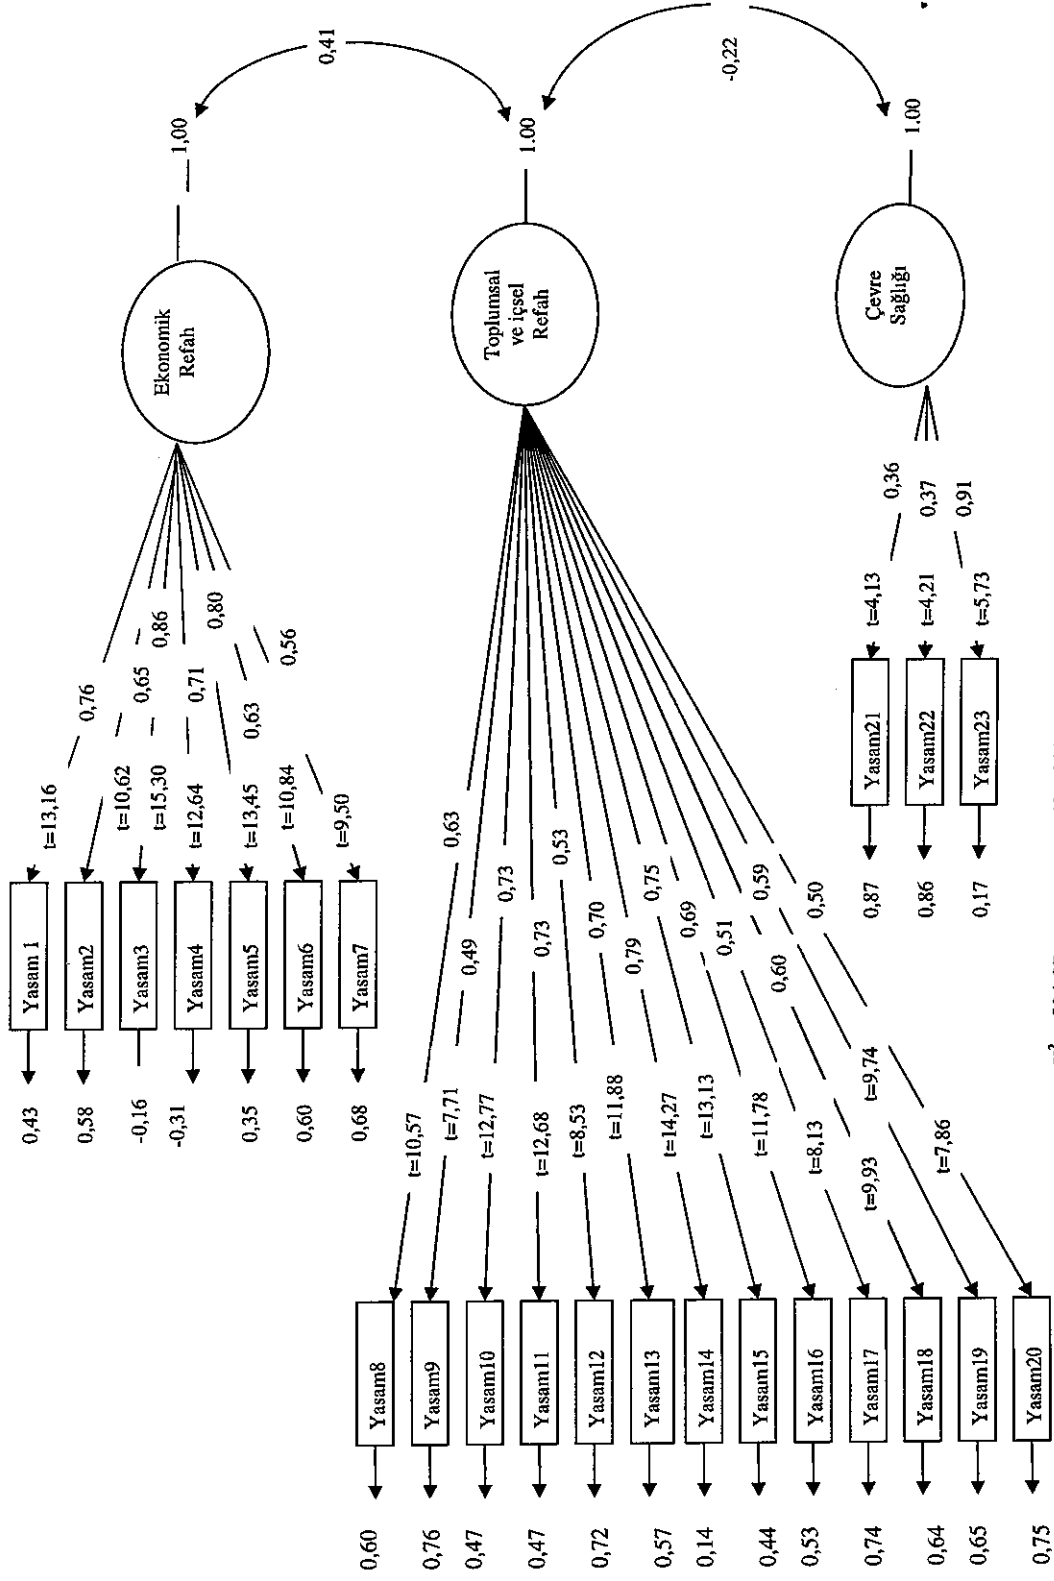 0,43
0,58
-0,16
-0,31
0,35
0,60
0,68
Yasam 1
Yasam2
Yasam3
Yasam4
Yasam5
Yasam6
Yasam7
t=13,16
t=10,62
t=15,30
t=12,64
t=13,45
t=10,84
t=9,50
0,76
0,65
0,86
0,71
0,80
0,63
0,56
Ekonomik
Refah
1,00
0,41
0,60
0,76
0,47
0,47
0,72
0,57
0,14
0,44
0,53
0,74
0,64
0,65
0,75
Yasam8
Yasam9
Yasam10
Yasam11
Yasam12
Yasam13
Yasam14
Yasam15
Yasam16
Yasam17
Yasam18
Yasam19
Yasam20
t=10,57
t=7,71
t=12,77
t=12,68
t=8,53
t=11,88
t=14,27
t=13,13
t=11,78
t=8,13
t=9,93
t=9,74
t=7,86
0,63
0,49
0,73
0,73
0,53
0,70
0,79
0,75
0,69
0,51
0,60
0,59
0,50
Toplumsal
ve içsel
Refah
1.00
-0,22
0,87
0,86
0,17
Yasam21
Yasam22
Yasam23
t=4,13
t=4,21
t=5,73
0,36
0,37
0,91
Çevre
Sağlığı
1.00